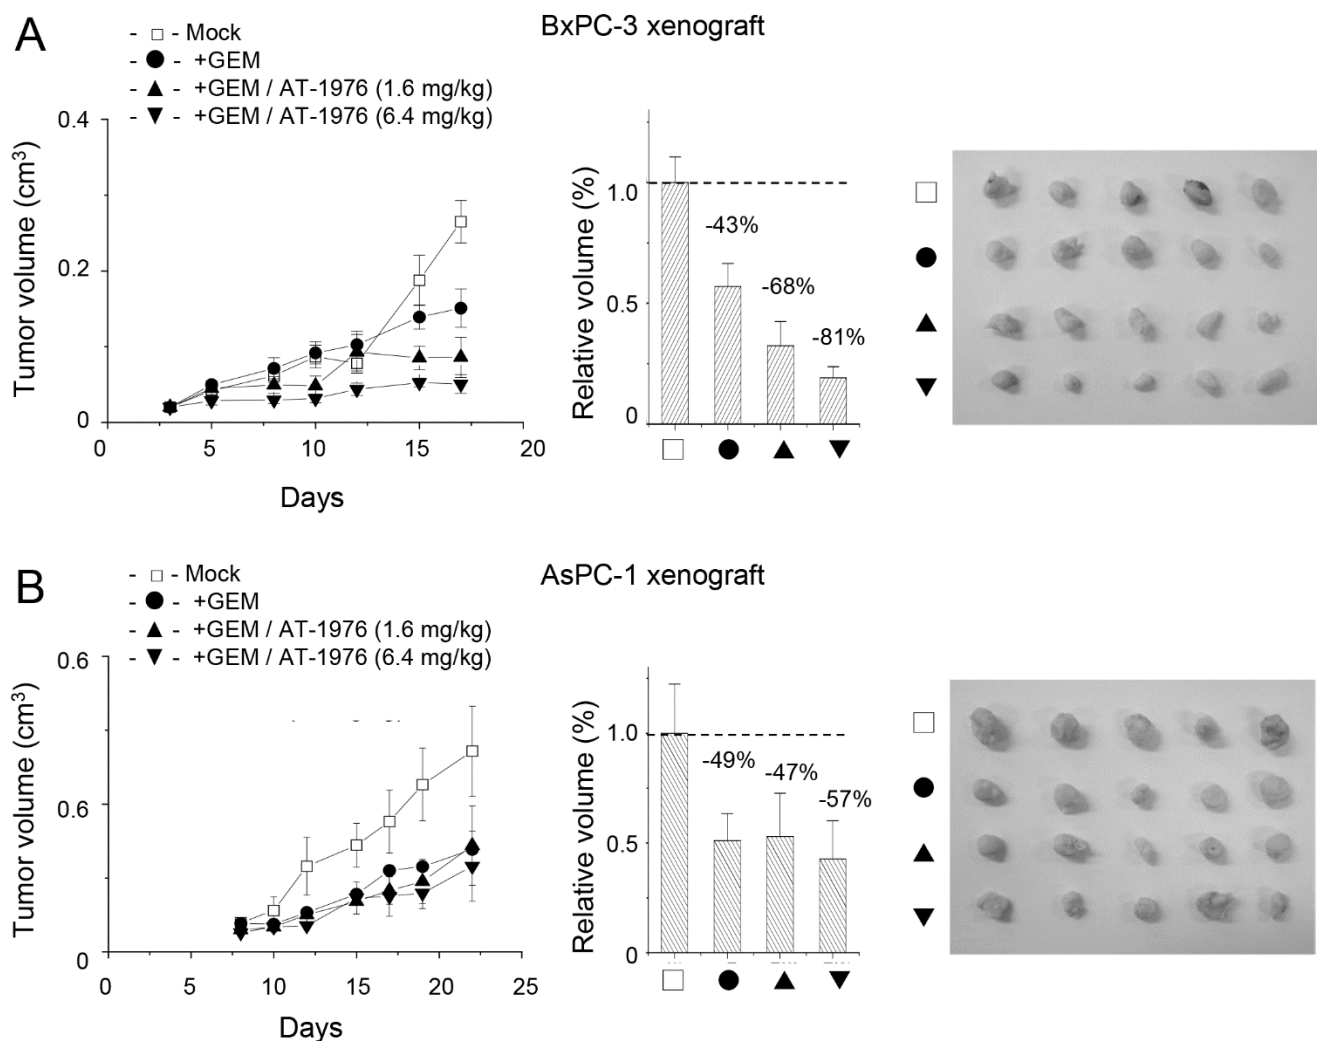 A
BxPC-3 xenograft
- □ - Mock
- ● - +GEM
- ▲ - +GEM / AT-1976 (1.6 mg/kg)
- ▼ - +GEM / AT-1976 (6.4 mg/kg)
Tumor volume (cm³)
0.4
0.2
0
0 5 10 15 20
Days
Relative volume (%)
1.0
0.5
0
-43%
-68%
-81%
B
AsPC-1 xenograft
- □ - Mock
- ● - +GEM
- ▲ - +GEM / AT-1976 (1.6 mg/kg)
- ▼ - +GEM / AT-1976 (6.4 mg/kg)
Tumor volume (cm³)
0.6
0.6
0
0 5 10 15 20 25
Days
Relative volume (%)
1.0
0.5
0
-49%
-47%
-57%